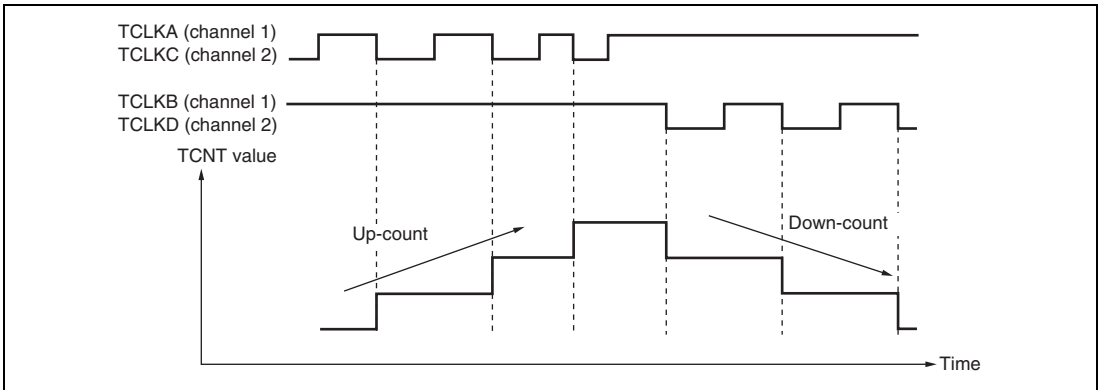 TCLKA (channel 1)
TCLKC (channel 2)
TCLKB (channel 1)
TCLKD (channel 2)
TCNT value
Up-count
Down-count
Time